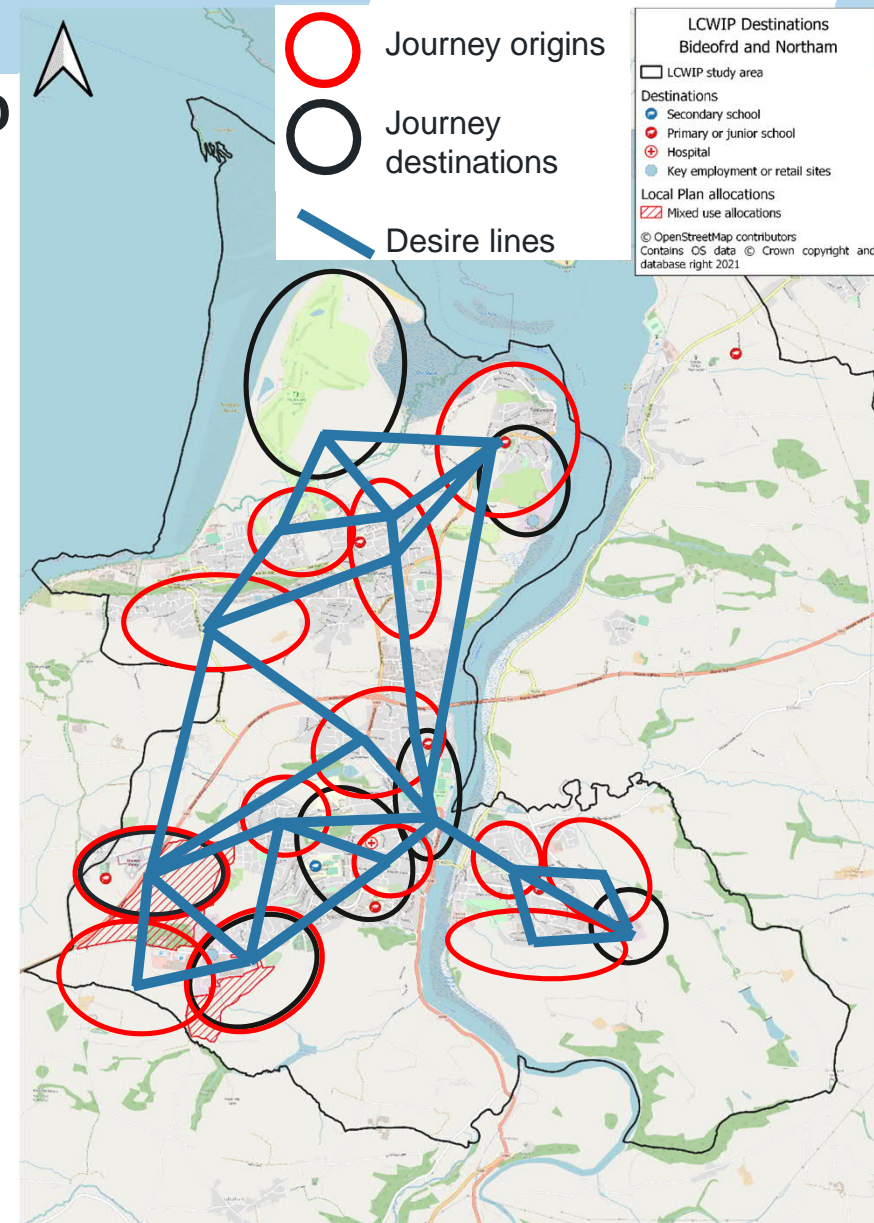 Journey origins
Journey
destinations
Desire lines
LCWIP Destinations
Bideofrd and Northam
LCWIP study area
Destinations
Secondary school
Primary or junior school
Hospital
Key employment or retail sites
Local Plan allocations
Mixed use allocations
© OpenStreetMap contributors
Contains OS data © Crown copyright and
database right 2021